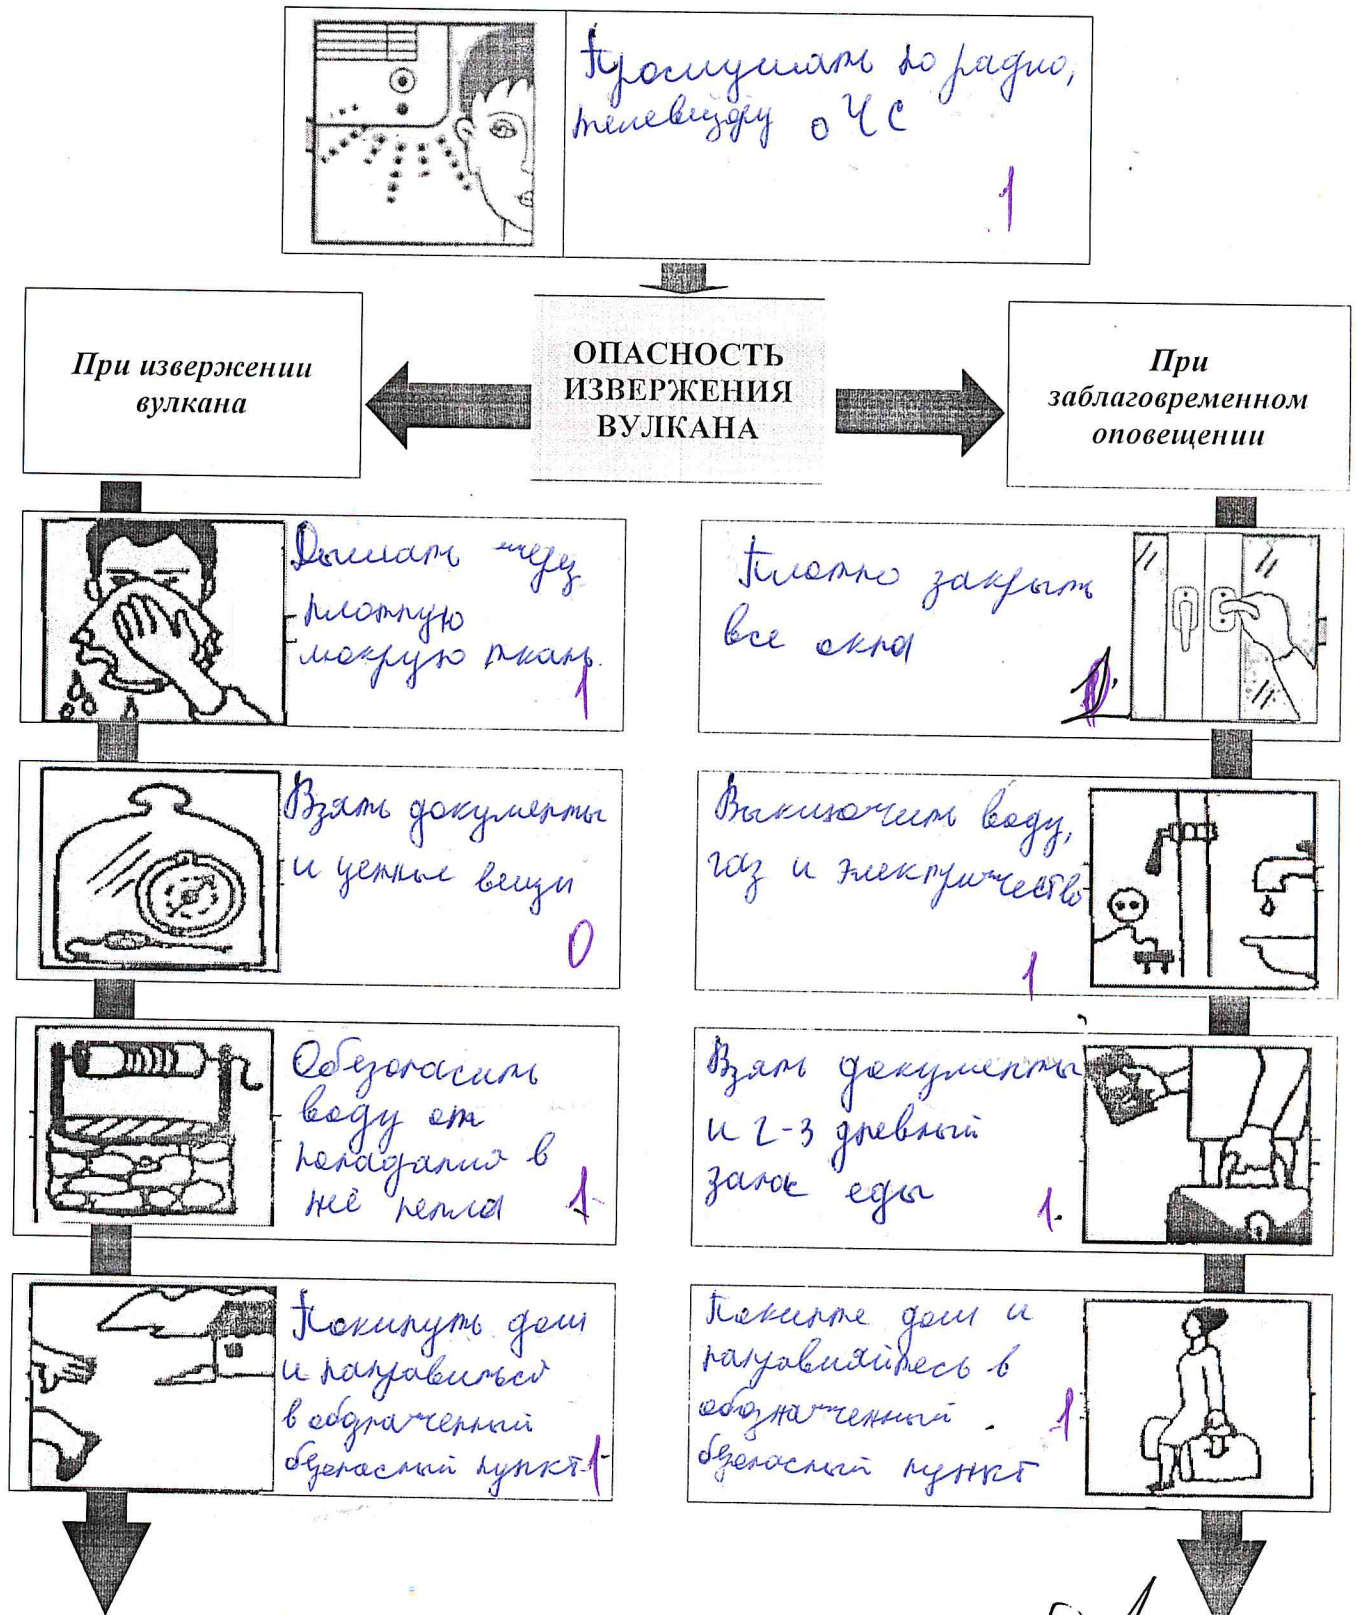 Прослушать по радио,
телевизору о ЧС
1
ОПАСНОСТЬ
ИЗВЕРЖЕНИЯ
ВУЛКАНА
При извержении
вулкана
Дышать через
плотную
мокрую ткань.
1
Взять документы
и ценные вещи
0
Обезопасить
воду от
попадания в
неё пепла
1
Покинуть дом
и направиться
в обозначенный
безопасный пункт
1
При
заблаговременном
оповещении
Плотно закрыть
все окна
1
Выключить воду,
газ и электричество
1
Взять документы
и 2-3 дневный
запас еды
1.
Покинте дом и
направляйтесь в
обозначенный
безопасный пункт
1